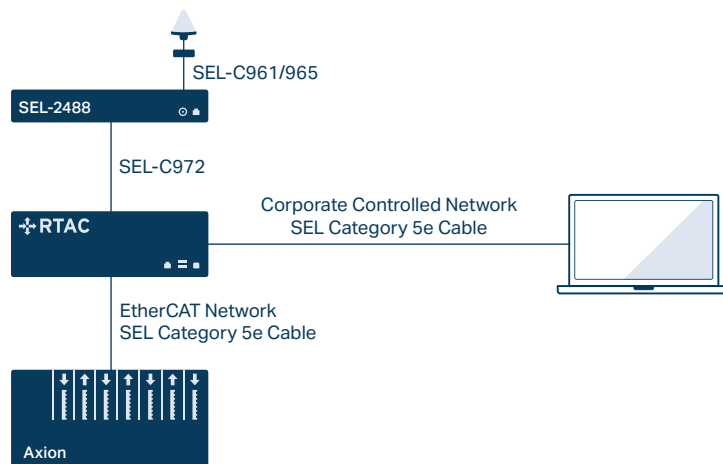 SEL-C961/965
SEL-2488
SEL-C972
RTAC
Corporate Controlled Network
SEL Category 5e Cable
EtherCAT Network
SEL Category 5e Cable
Axion